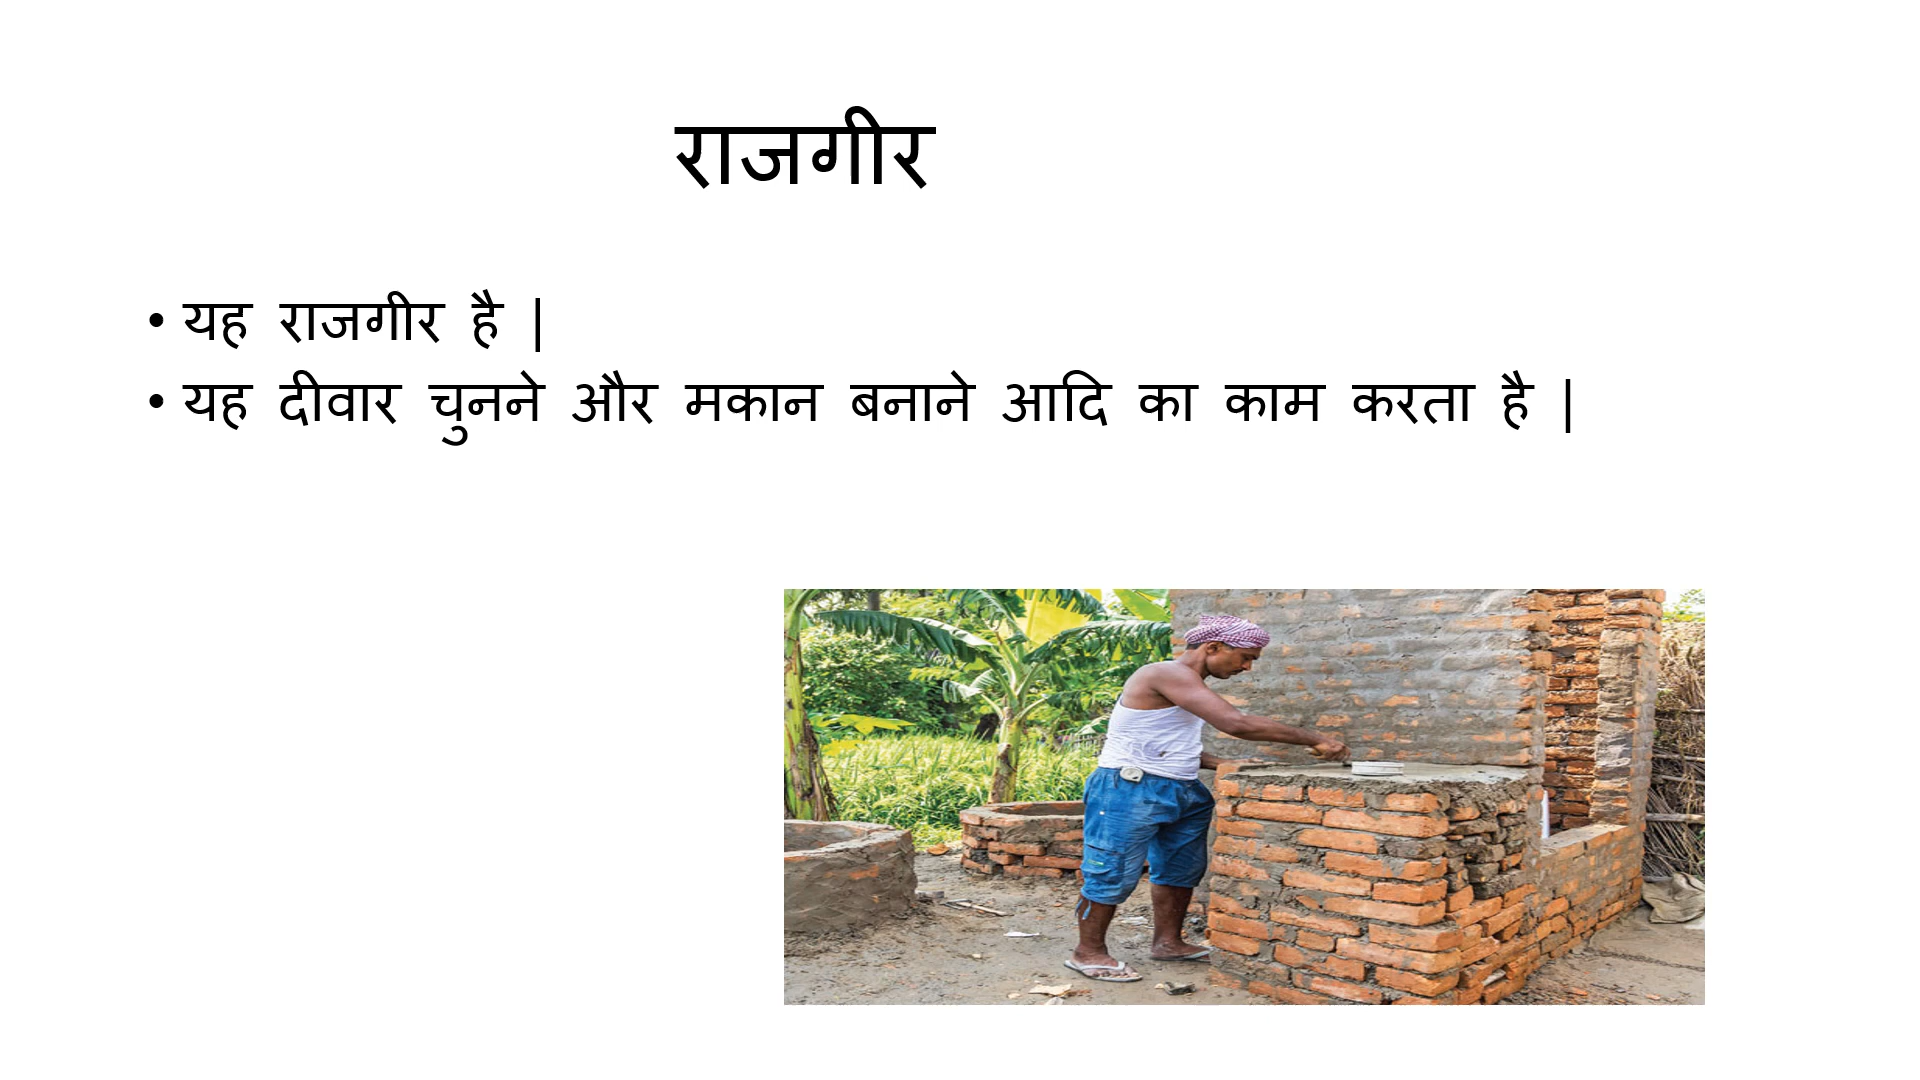 राजगीर
• यह राजगीर है |
• यह दीवार चुनने और मकान बनाने आदि का काम करता है |